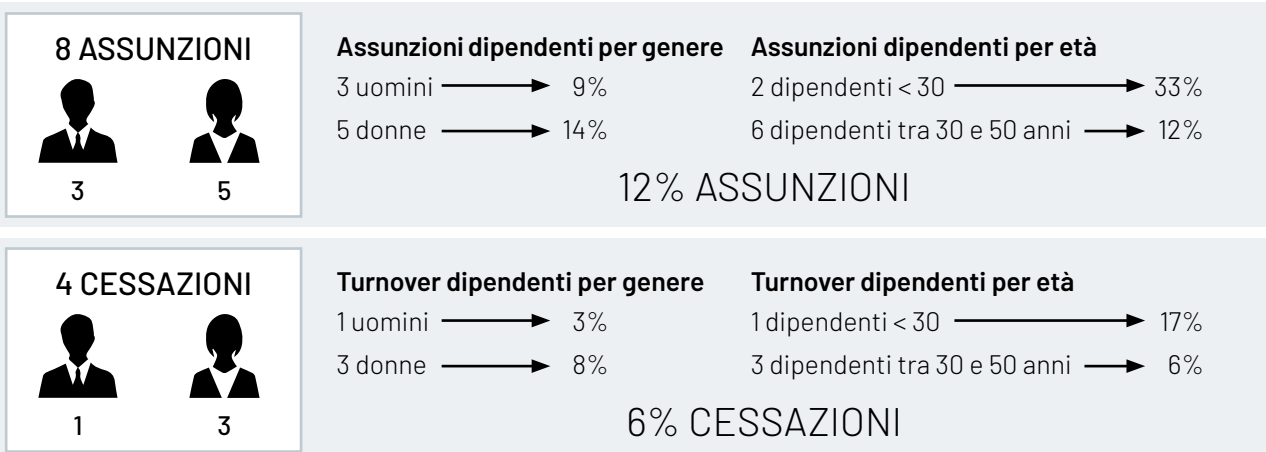 8 ASSUNZIONI
3
5
Assunzioni dipendenti per genere
3 uomini 9%
5 donne 14%
Assunzioni dipendenti per età
2 dipendenti < 30 33%
6 dipendenti tra 30 e 50 anni 12%
12% ASSUNZIONI
4 CESSAZIONI
1
3
Turnover dipendenti per genere
1 uomini 3%
3 donne 8%
Turnover dipendenti per età
1 dipendenti < 30 17%
3 dipendenti tra 30 e 50 anni 6%
6% CESSAZIONI